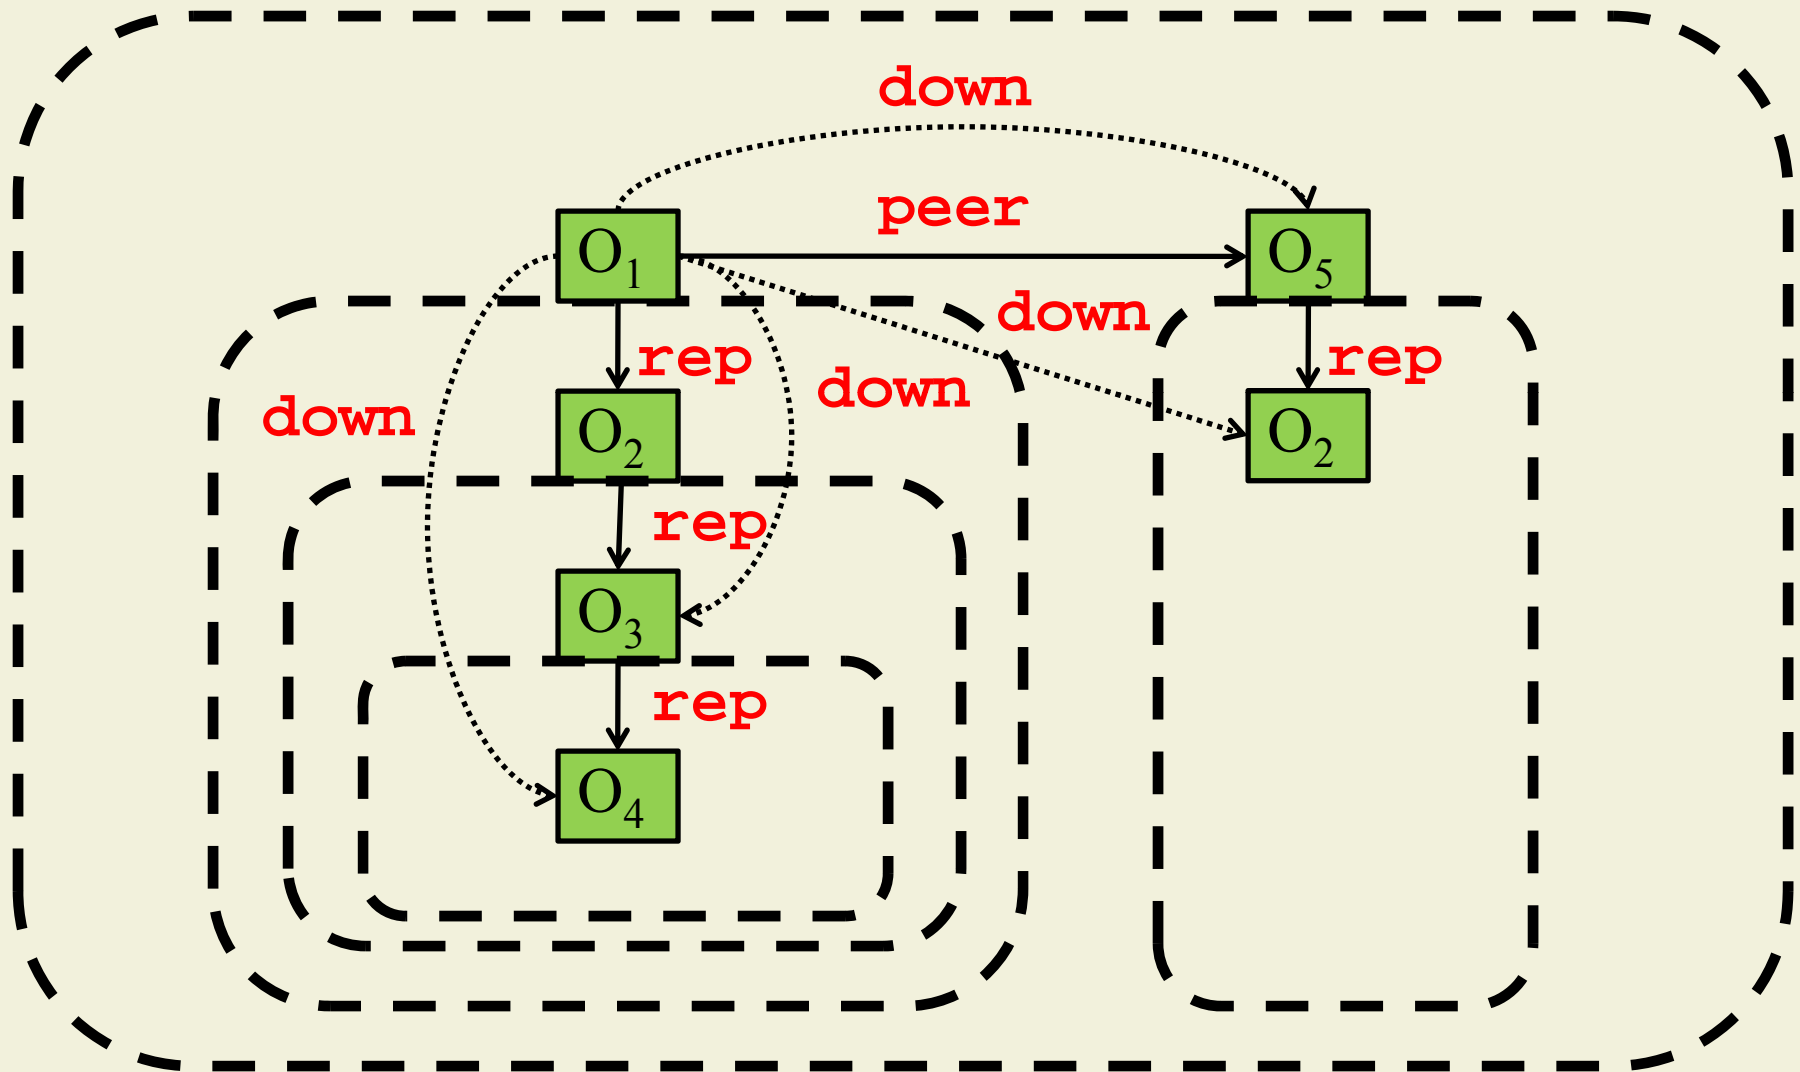 down
peer
O₁
O₅
down
rep
rep
down
down
O₂
O₂
rep
O₃
rep
O₄